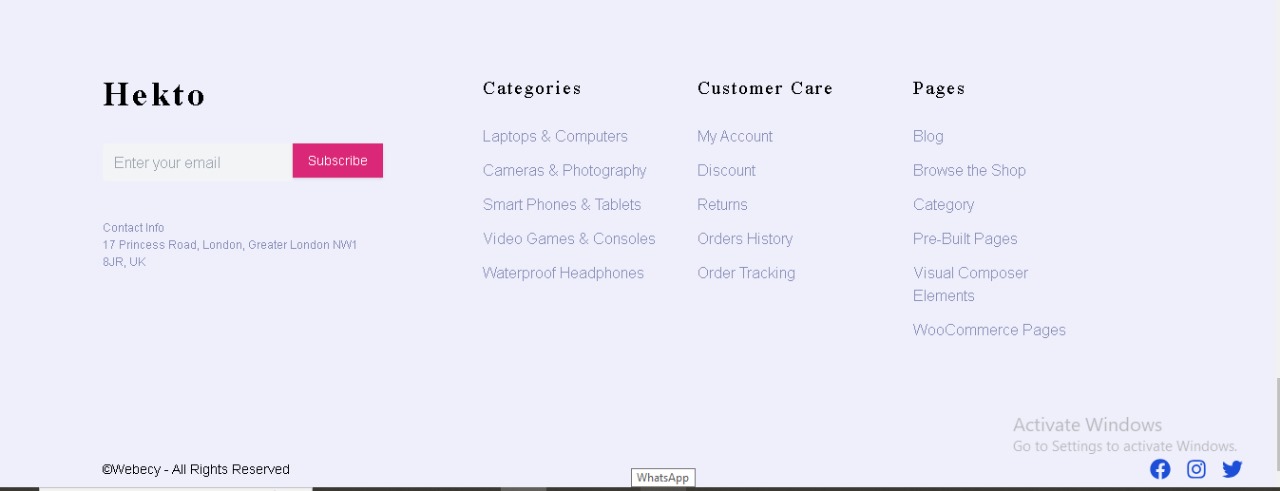 Hekto
Enter your email
Subscribe
Contact Info
17 Princess Road, London, Greater London NW1
8JR, UK
Categories
Laptops & Computers
Cameras & Photography
Smart Phones & Tablets
Video Games & Consoles
Waterproof Headphones
Customer Care
My Account
Discount
Returns
Orders History
Order Tracking
Pages
Blog
Browse the Shop
Category
Pre-Built Pages
Visual Composer
Elements
WooCommerce Pages
Activate Windows
Go to Settings to activate Windows.
©Webecy - All Rights Reserved
WhatsApp